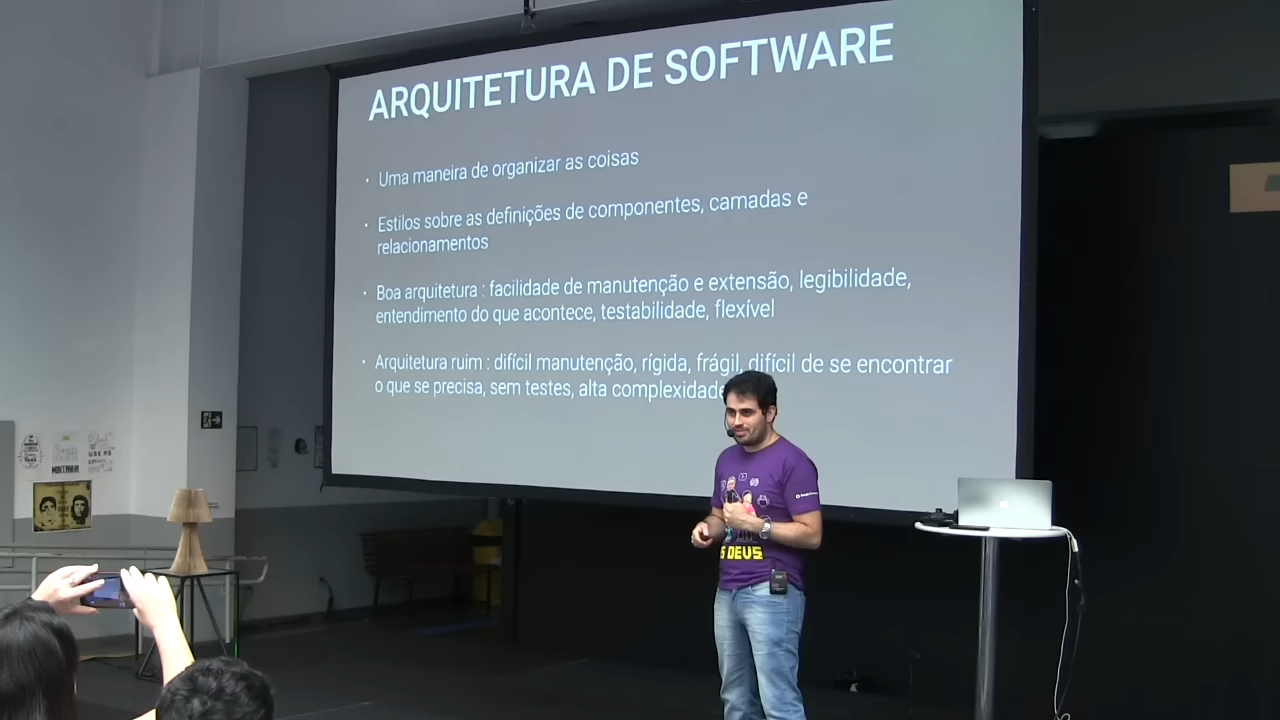 ARQUITETURA DE SOFTWARE
• Uma maneira de organizar as coisas
• Estilos sobre as definições de componentes, camadas e
relacionamentos
• Boa arquitetura : facilidade de manutenção e extensão, legibilidade,
entendimento do que acontece, testabilidade, flexível
• Arquitetura ruim : difícil manutenção, rígida, frágil, difícil de se encontrar
o que se precisa, sem testes, alta complexidade
S DEVS